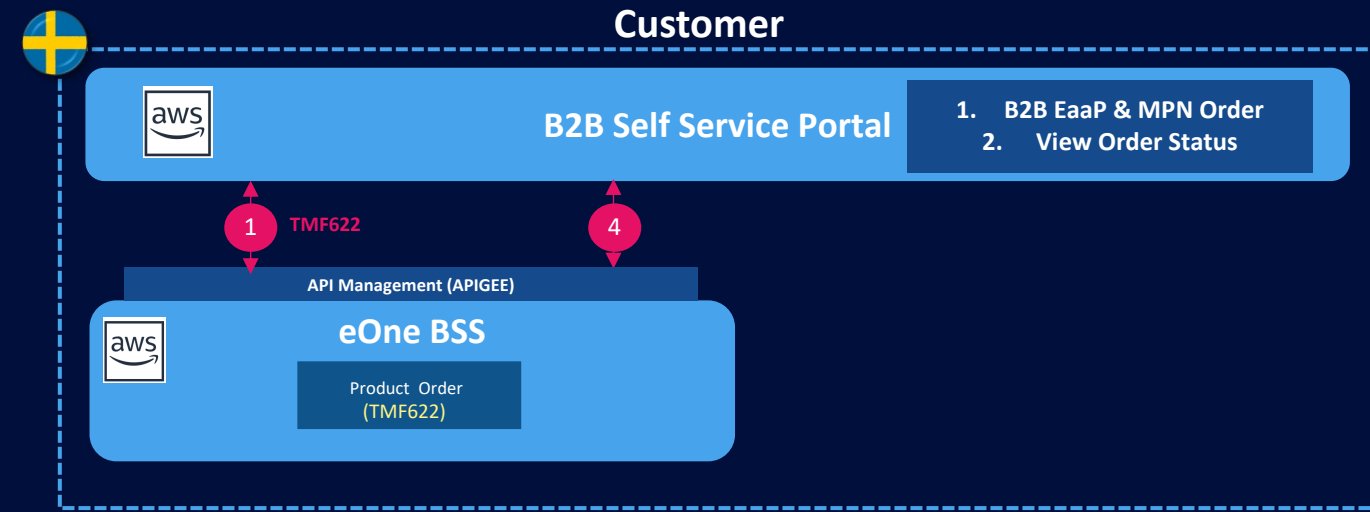 Customer
aws
B2B Self Service Portal
1. B2B EaaP & MPN Order
2. View Order Status
1
TMF622
4
API Management (APIGEE)
aws
eOne BSS
Product Order
(TMF622)